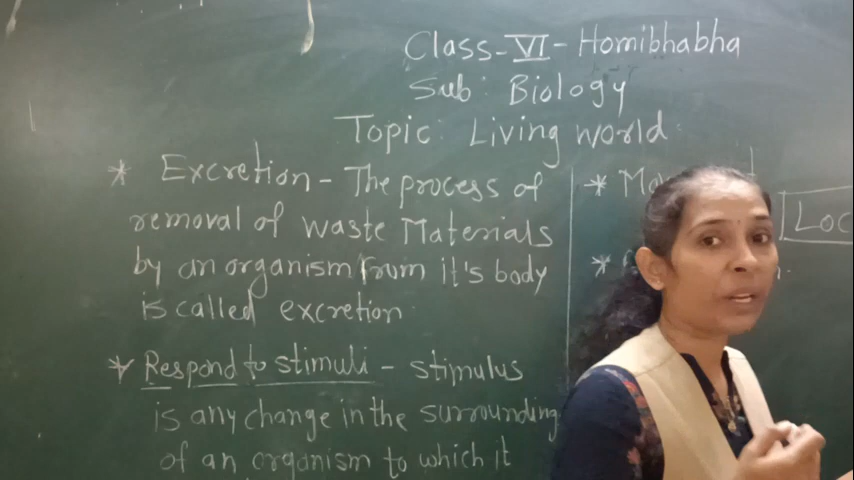 Class-VI-Homibhabha
Sub: Biology
Topic: Living world
* Excretion - The process of
removal of waste Materials
by an organism from it's body
is called excretion.
* Respond to stimuli - stimulus
is any change in the surrounding
of an organism to which it
*
Loc
*